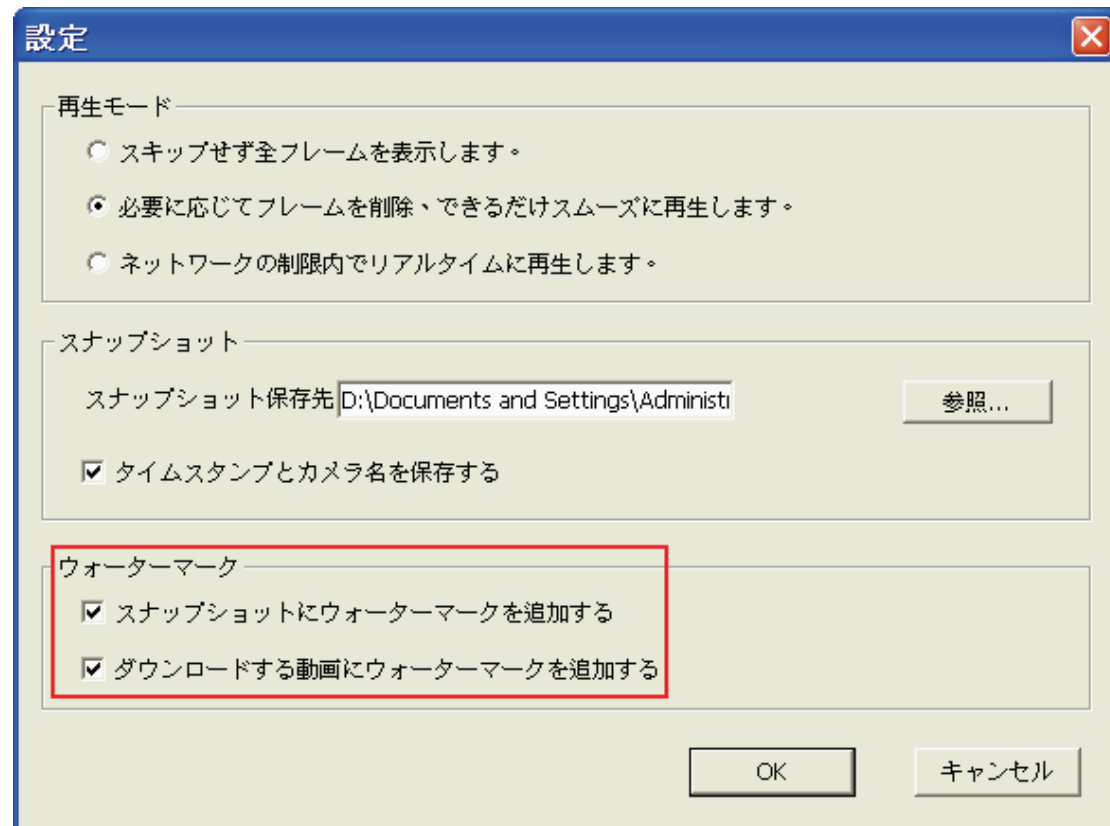 設定
再生モード
スキップせず全フレームを表示します。
必要に応じてフレームを削除、できるだけスムーズに再生します。
ネットワークの制限内でリアルタイムに再生します。
スナップショット
スナップショット保存先 D:\Documents and Settings\Administr 参照...
タイムスタンプとカメラ名を保存する
ウォーターマーク
スナップショットにウォーターマークを追加する
ダウンロードする動画にウォーターマークを追加する
OK キャンセル